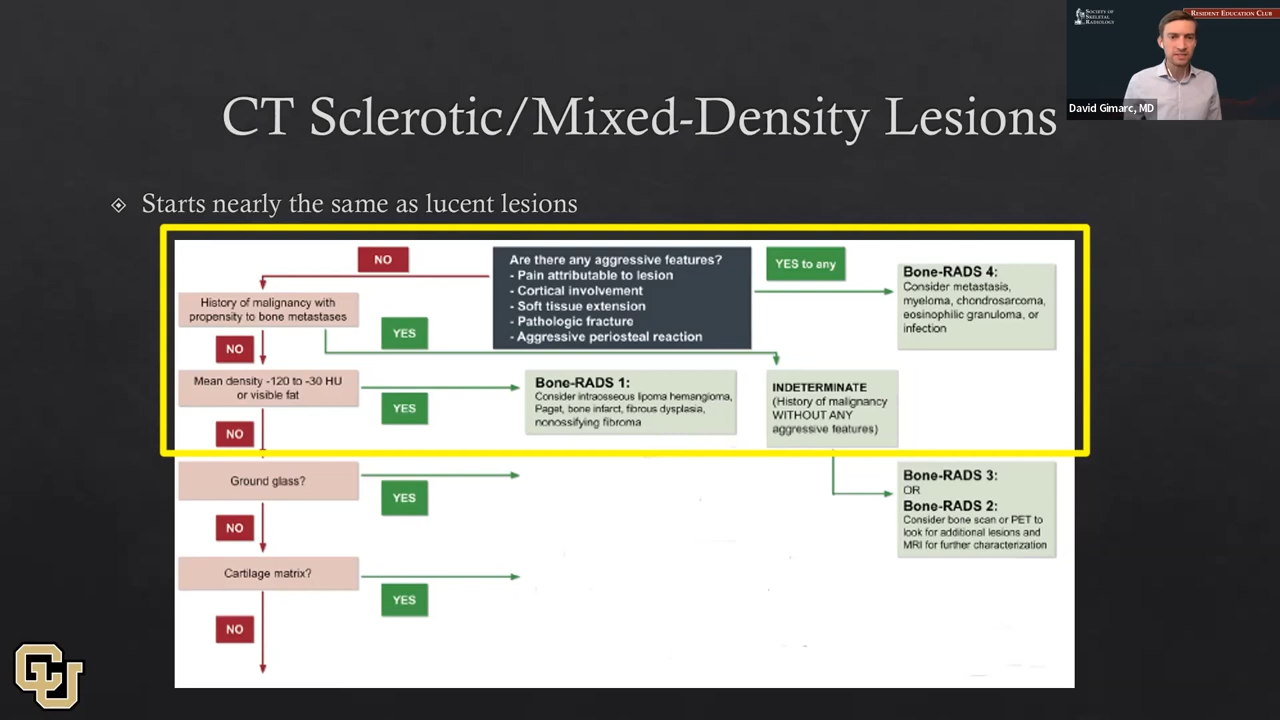 SOCIETY OF
SKELETAL
RADIOLOGY
RESIDENT EDUCATION CLUB
David Gimarc, MD
CT Sclerotic/Mixed-Density Lesions
Starts nearly the same as lucent lesions
NO
Are there any aggressive features?
- Pain attributable to lesion
- Cortical involvement
- Soft tissue extension
- Pathologic fracture
- Aggressive periosteal reaction
YES to any
Bone-RADS 4:
Consider metastasis,
myeloma, chondrosarcoma,
eosinophilic granuloma, or
infection
History of malignancy with
propensity to bone metastases
YES
NO
Mean density -120 to -30 HU
or visible fat
YES
Bone-RADS 1:
Consider intraosseous lipoma hemangioma,
Paget, bone infarct, fibrous dysplasia,
nonossifying fibroma
INDETERMINATE
(History of malignancy
WITHOUT ANY
aggressive features)
NO
Ground glass?
YES
Bone-RADS 3:
OR
Bone-RADS 2:
Consider bone scan or PET to
look for additional lesions and
MRI for further characterization
NO
Cartilage matrix?
YES
NO
CU